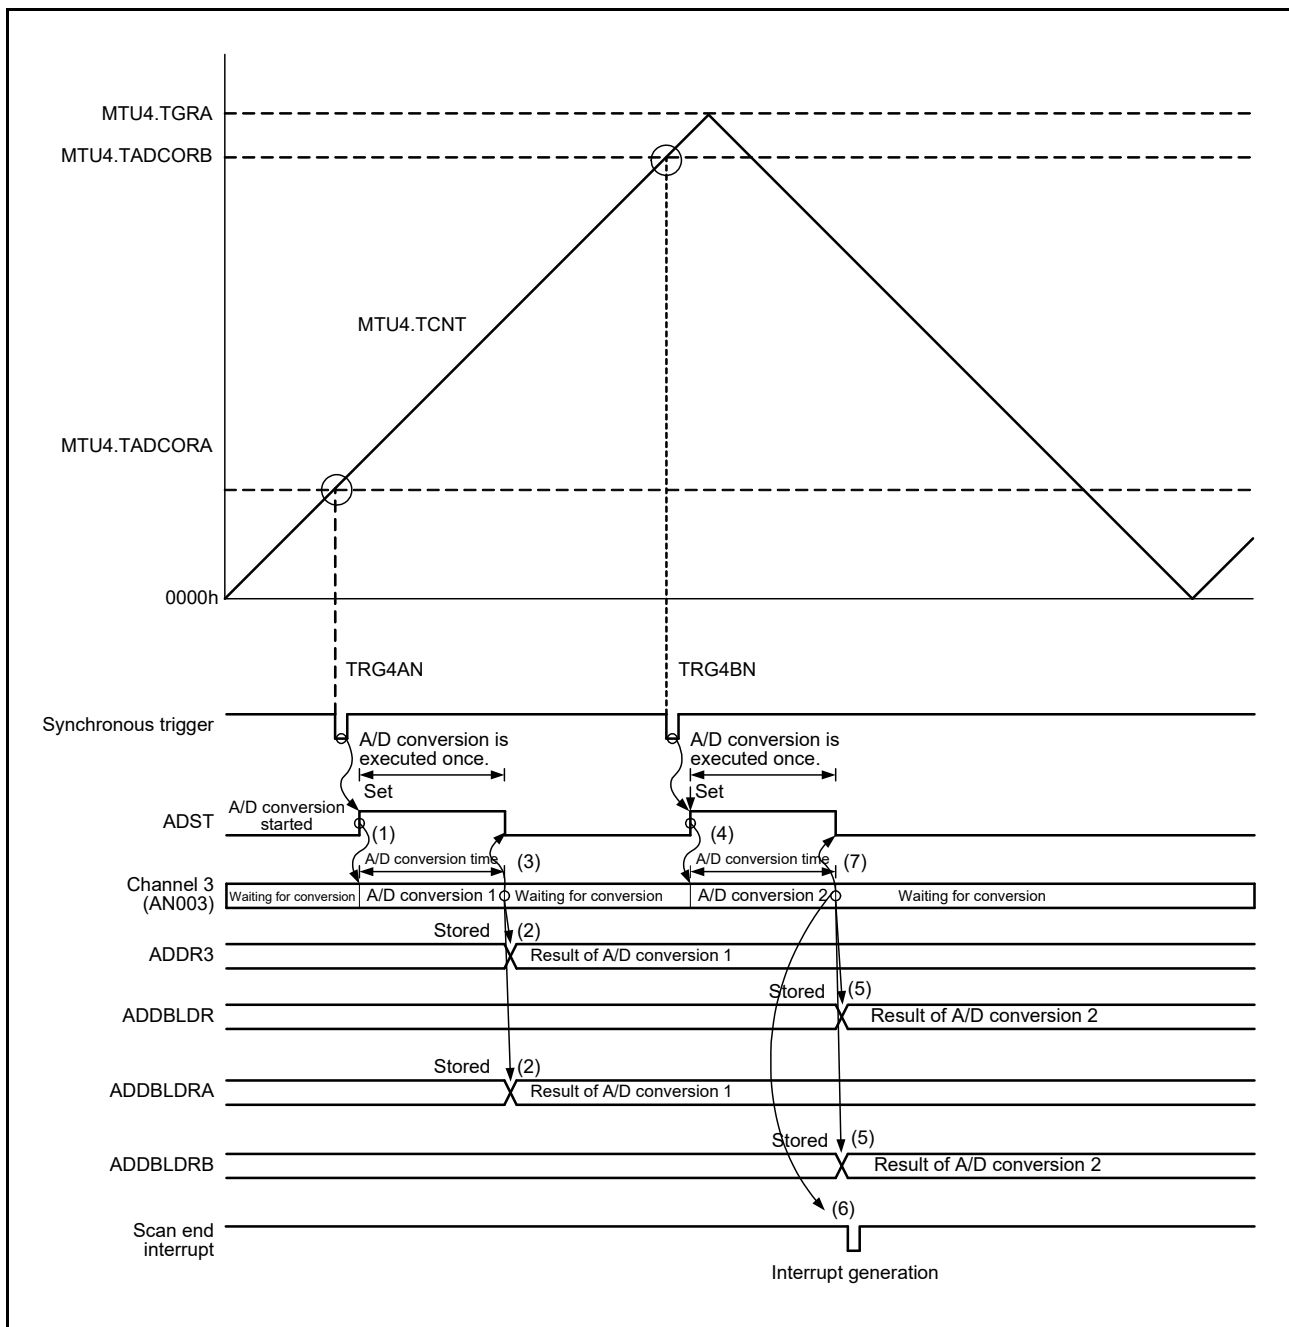 MTU4.TGRA
MTU4.TADCORB
MTU4.TCNT
MTU4.TADCORA
0000h
TRG4AN
TRG4BN
Synchronous trigger
A/D conversion is
executed once.
A/D conversion is
executed once.
Set
Set
ADST
A/D conversion
started
(1)
(4)
A/D conversion time
(3)
A/D conversion time
(7)
Channel 3
(AN003)
Waiting for conversion
A/D conversion 1
Waiting for conversion
A/D conversion 2
Waiting for conversion
Stored
(2)
ADDR3
Result of A/D conversion 1
Stored
(5)
ADDBLDR
Result of A/D conversion 2
Stored
(2)
ADDBLDRA
Result of A/D conversion 1
Stored
(5)
ADDBLDRB
Result of A/D conversion 2
(6)
Scan end
interrupt
Interrupt generation